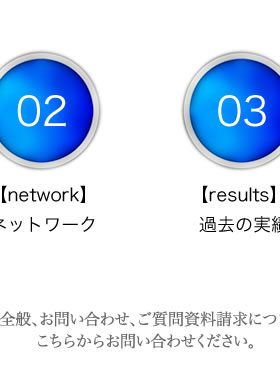 02 03
【network】 【results】
ネットワーク 過去の実績
全般、お問い合わせ、ご質問資料請求につ
こちらからお問い合わせください。